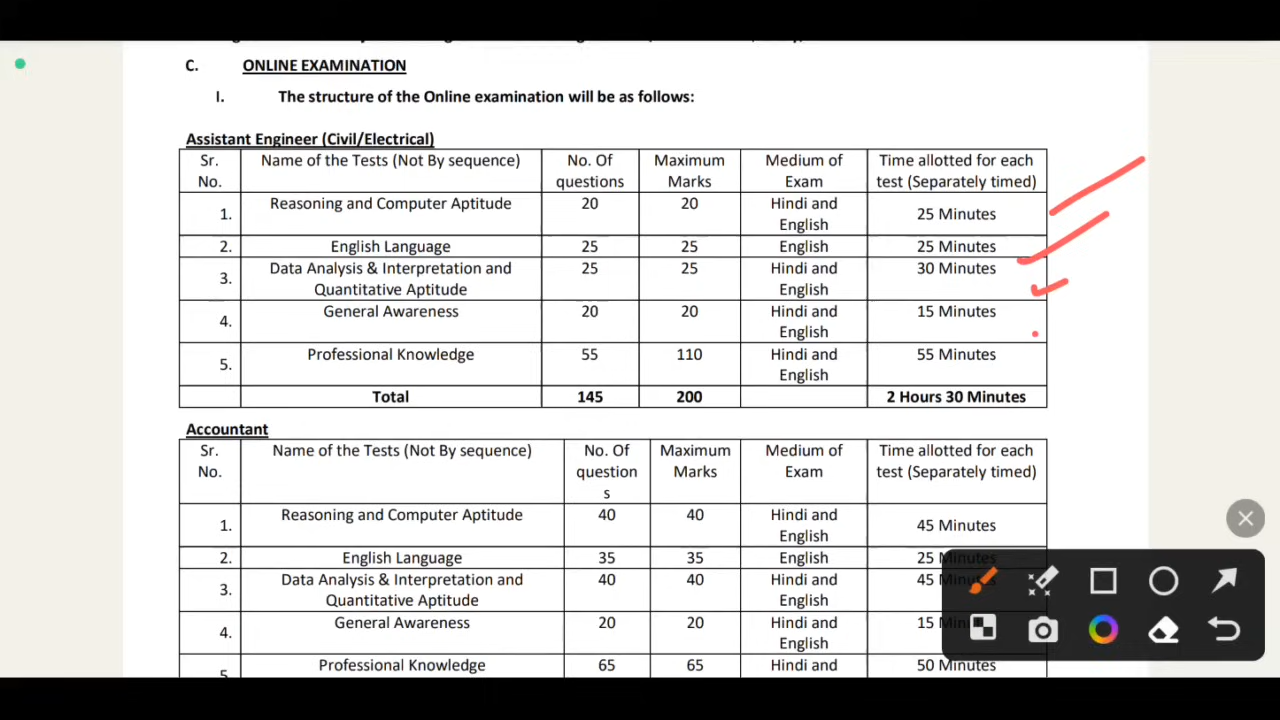 C. ONLINE EXAMINATION
I. The structure of the Online examination will be as follows:
Assistant Engineer (Civil/Electrical)
Sr. No. Name of the Tests (Not By sequence) No. Of questions Maximum Marks Medium of Exam Time allotted for each test (Separately timed)
1. Reasoning and Computer Aptitude 20 20 Hindi and English 25 Minutes
2. English Language 25 25 English 25 Minutes
3. Data Analysis & Interpretation and Quantitative Aptitude 25 25 Hindi and English 30 Minutes
4. General Awareness 20 20 Hindi and English 15 Minutes
5. Professional Knowledge 55 110 Hindi and English 55 Minutes
Total 145 200 2 Hours 30 Minutes
Accountant
Sr. No. Name of the Tests (Not By sequence) No. Of questions Maximum Marks Medium of Exam Time allotted for each test (Separately timed)
1. Reasoning and Computer Aptitude 40 40 Hindi and English 45 Minutes
2. English Language 35 35 English 25 Minutes
3. Data Analysis & Interpretation and Quantitative Aptitude 40 40 Hindi and English 45 Minutes
4. General Awareness 20 20 Hindi and English 15 Minutes
5. Professional Knowledge 65 65 Hindi and 50 Minutes